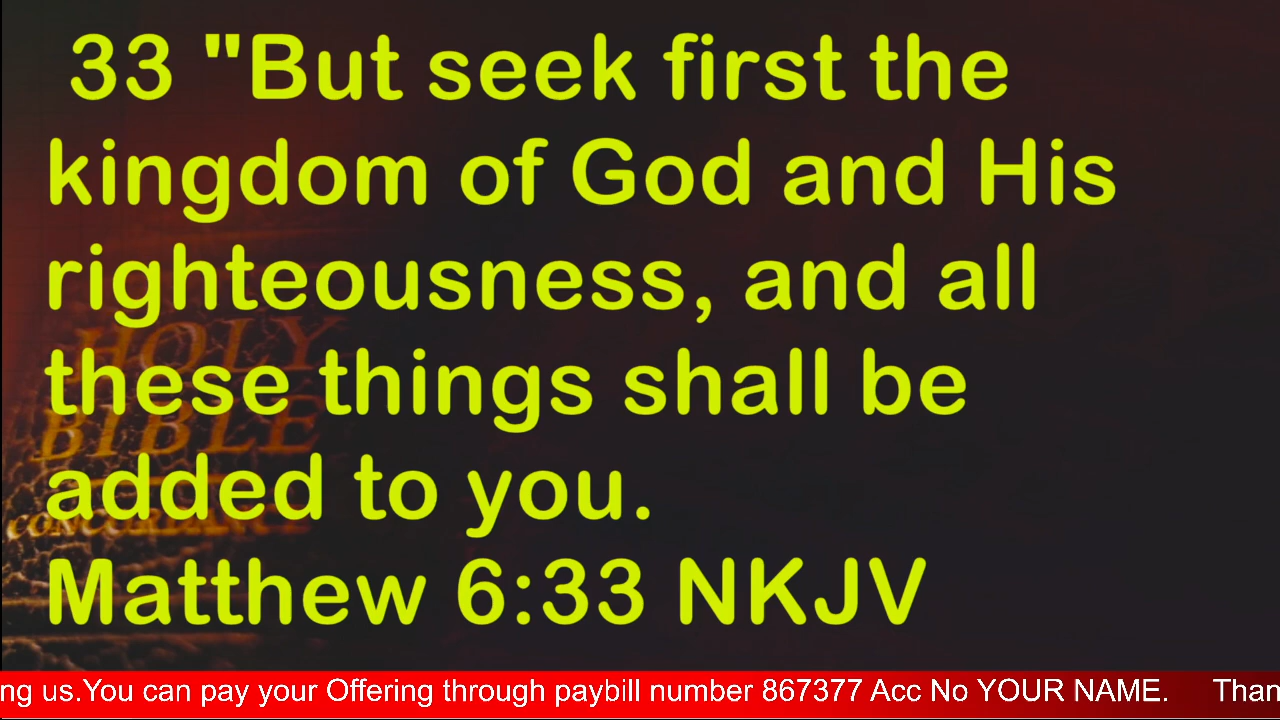 33 "But seek first the
kingdom of God and His
righteousness, and all
these things shall be
added to you.
Matthew 6:33 NKJV
HOLY
BIBLE
ng us.You can pay your Offering through paybill number 867377 Acc No YOUR NAME. Than